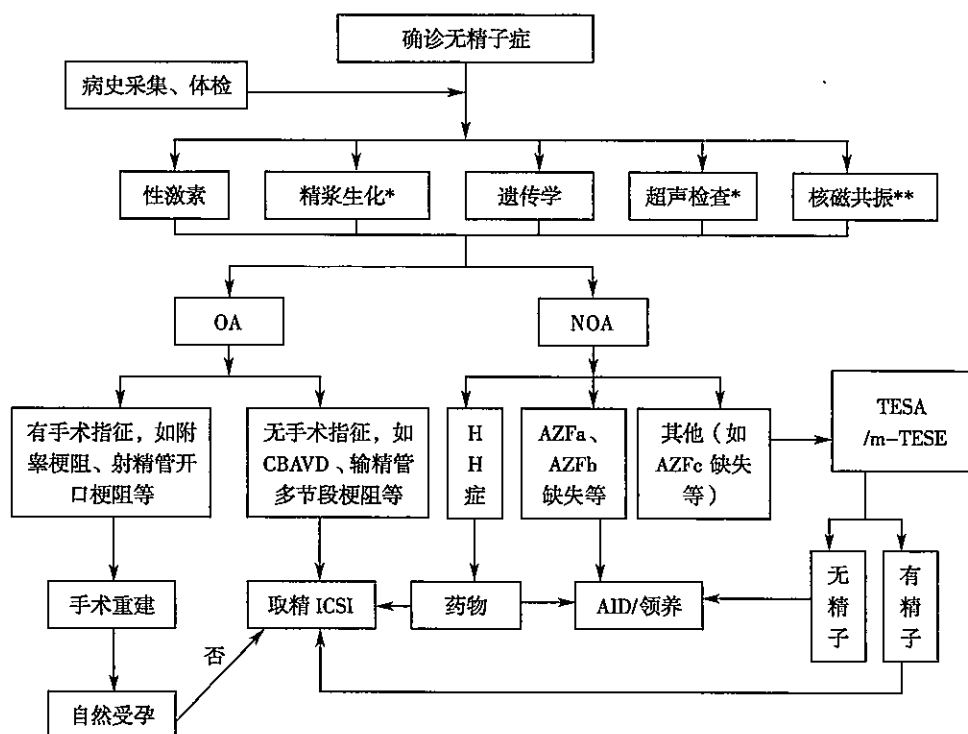 确诊无精子症
病史采集、体检
性激素
精浆生化*
遗传学
超声检查*
核磁共振**
OA
NOA
有手术指征，如附
睾梗阻、射精管开
口梗阻等
无手术指征，如
CBAVD、输精管
多节段梗阻等
H
H
症
AZFa、
AZFb
缺失等
其他（如
AZFc 缺失
等）
TESA
/m-TESE
手术重建
取精 ICSI
药物
AID/领养
无
精
子
有
精
子
否
自然受孕